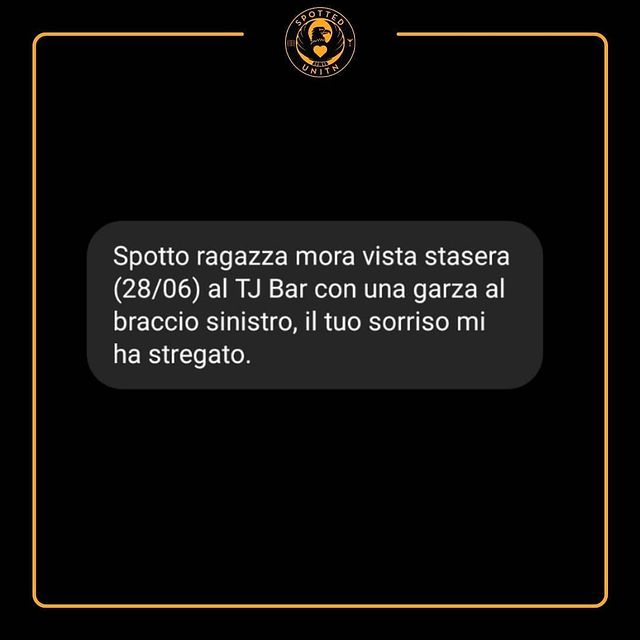 SPOTTED
UNITN
Spotto ragazza mora vista stasera
(28/06) al TJ Bar con una garza al
braccio sinistro, il tuo sorriso mi
ha stregato.